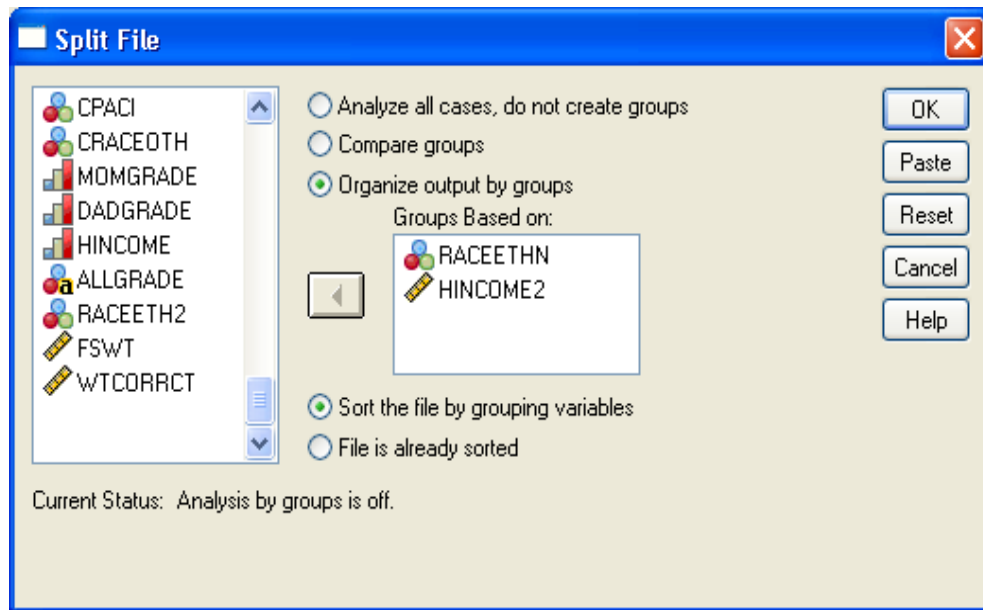 Split File
CPACI
CRACEOTH
MOMGRADE
DADGRADE
HINCOME
a ALLGRADE
RACEETH2
FSWT
WTCORRCT
Analyze all cases, do not create groups
Compare groups
Organize output by groups
Groups Based on:
RACEETHN
HINCOME2
Sort the file by grouping variables
File is already sorted
OK
Paste
Reset
Cancel
Help
Current Status: Analysis by groups is off.